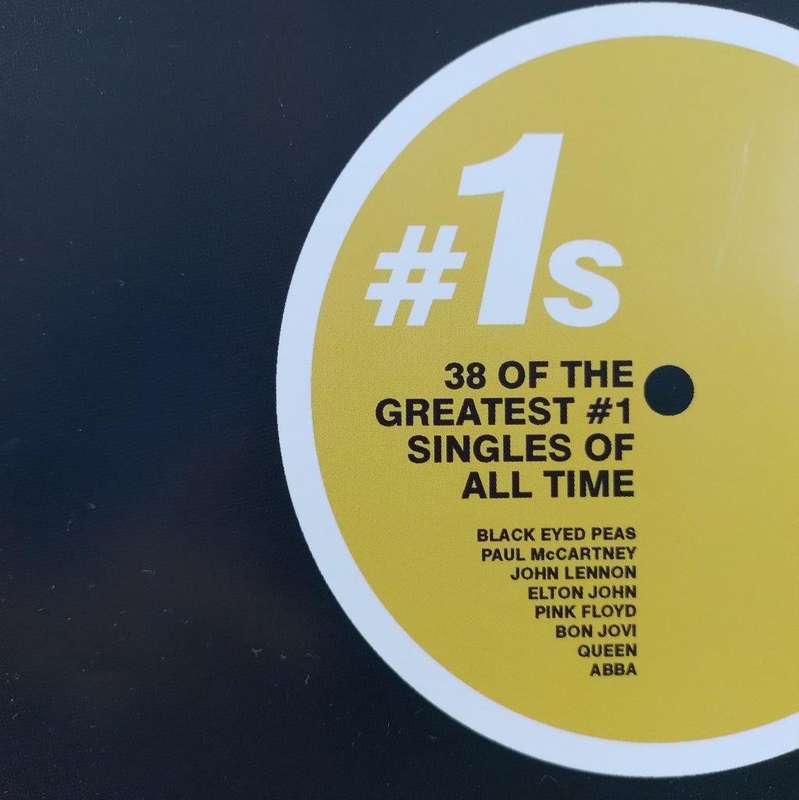 #1s
38 OF THE
GREATEST #1
SINGLES OF
ALL TIME
BLACK EYED PEAS
PAUL McCARTNEY
JOHN LENNON
ELTON JOHN
PINK FLOYD
BON JOVI
QUEEN
ABBA